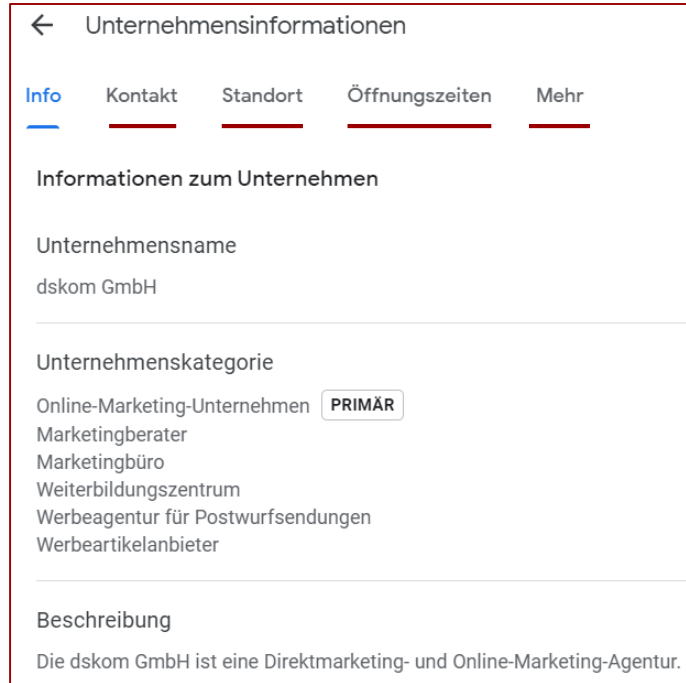 Unternehmensinformationen
Info Kontakt Standort Öffnungszeiten Mehr
Informationen zum Unternehmen
Unternehmensname
dskom GmbH
Unternehmenskategorie
Online-Marketing-Unternehmen PRIMÄR
Marketingberater
Marketingbüro
Weiterbildungszentrum
Werbeagentur für Postwurfsendungen
Werbeartikelanbieter
Beschreibung
Die dskom GmbH ist eine Direktmarketing- und Online-Marketing-Agentur.